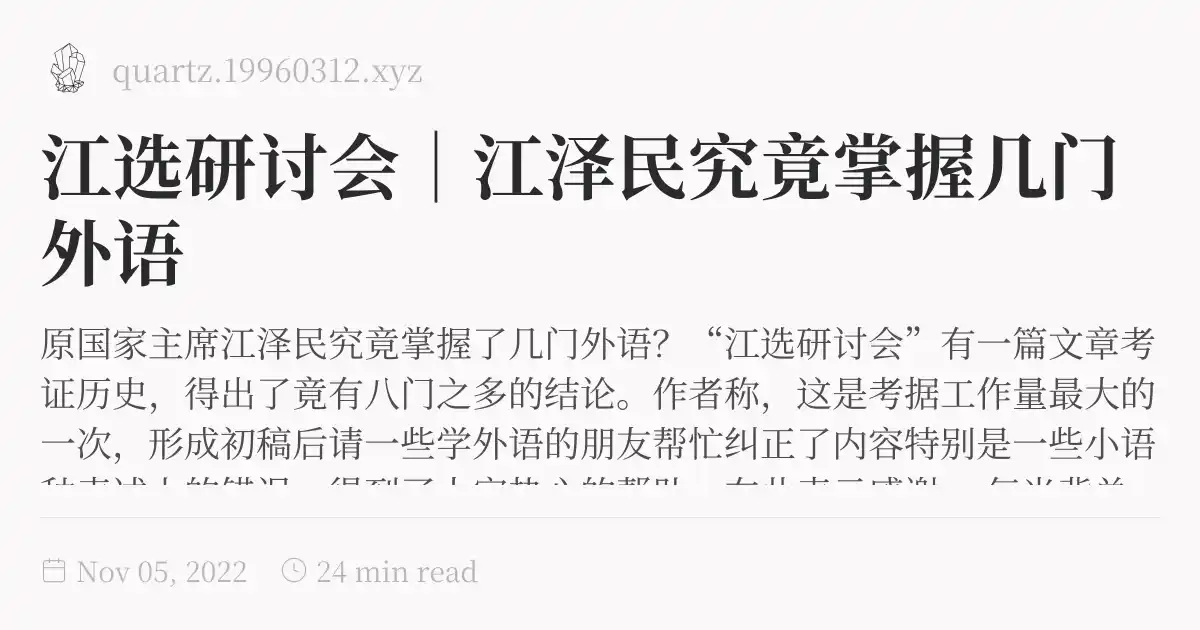 quartz.19960312.xyz
江选研讨会｜江泽民究竟掌握几门
外语
原国家主席江泽民究竟掌握了几门外语？“江选研讨会”有一篇文章考
证历史，得出了竟有八门之多的结论。作者称，这是考据工作量最大的
一次，形成初稿后请一些学外语的朋友帮忙纠正了内容特别是一些小语
Nov 05, 2022
24 min read